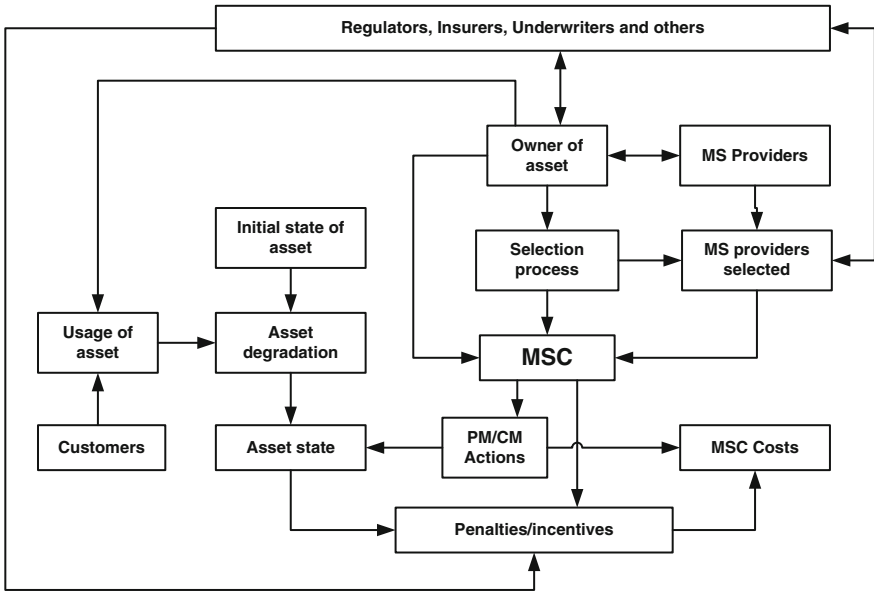 Regulators, Insurers, Underwriters and others
Owner of
asset
MS Providers
Initial state of
asset
Selection
process
MS providers
selected
Usage of
asset
Asset
degradation
MSC
Customers
Asset state
PM/CM
Actions
MSC Costs
Penalties/incentives